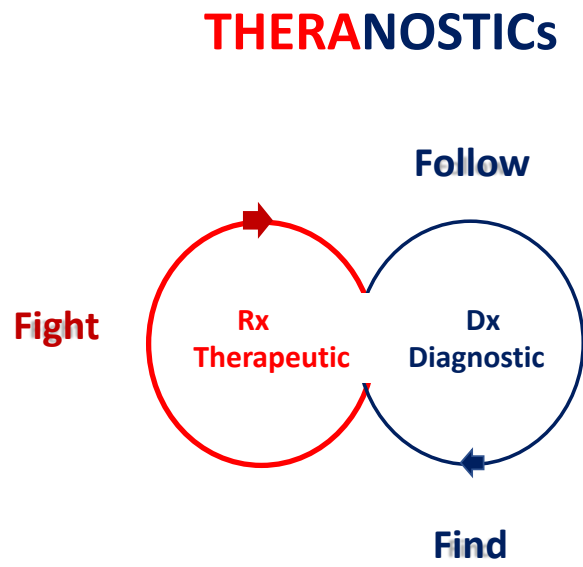 THERANOSTICs
Follow
Fight
Rx
Therapeutic
Dx
Diagnostic
Find